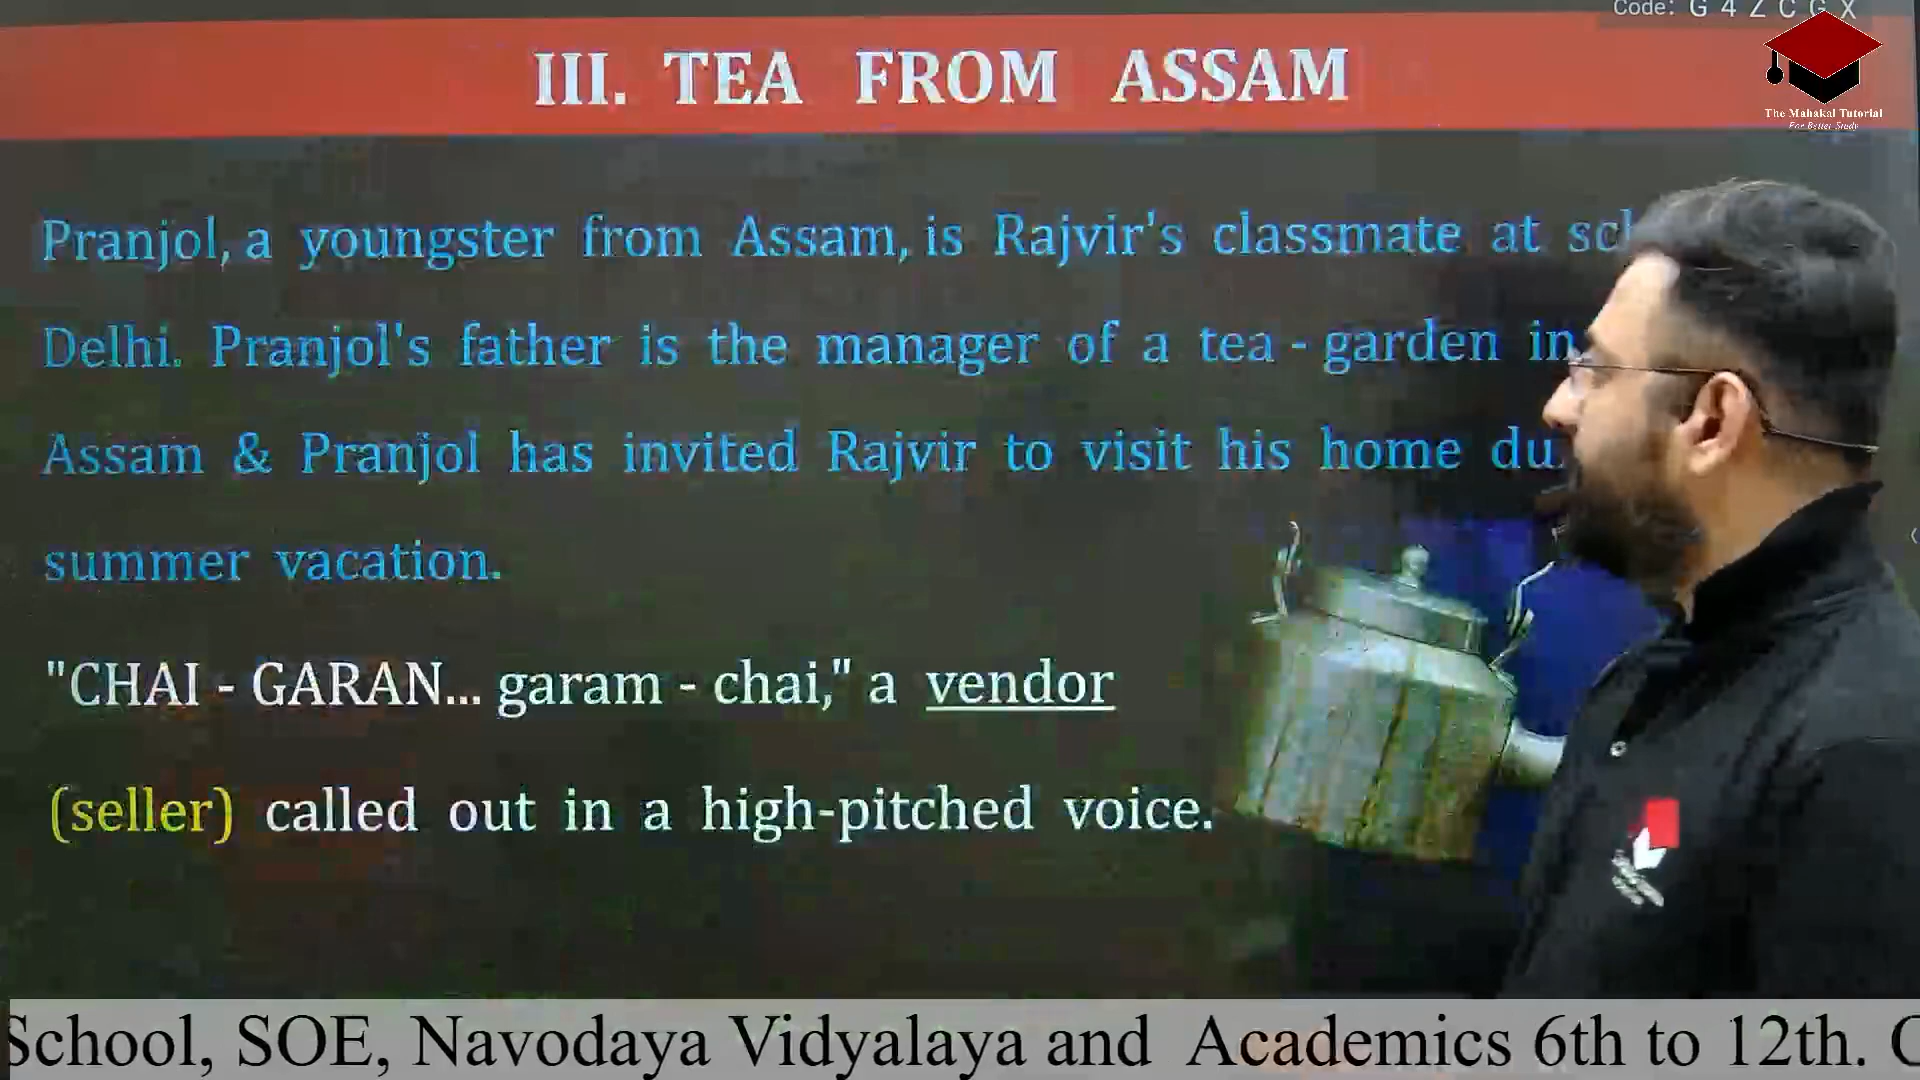 Code: G 4 Z C G X
III. TEA FROM ASSAM
The Mahakal Tutorial
For Better Study
Pranjol, a youngster from Assam, is Rajvir's classmate at
Delhi. Pranjol's father is the manager of a tea - garden in
Assam & Pranjol has invited Rajvir to visit his home
summer vacation.
"CHAI - GARAN... garam - chai," a vendor
(seller) called out in a high-pitched voice.
School, SOE, Navodaya Vidyalaya and Academics 6th to 12th.